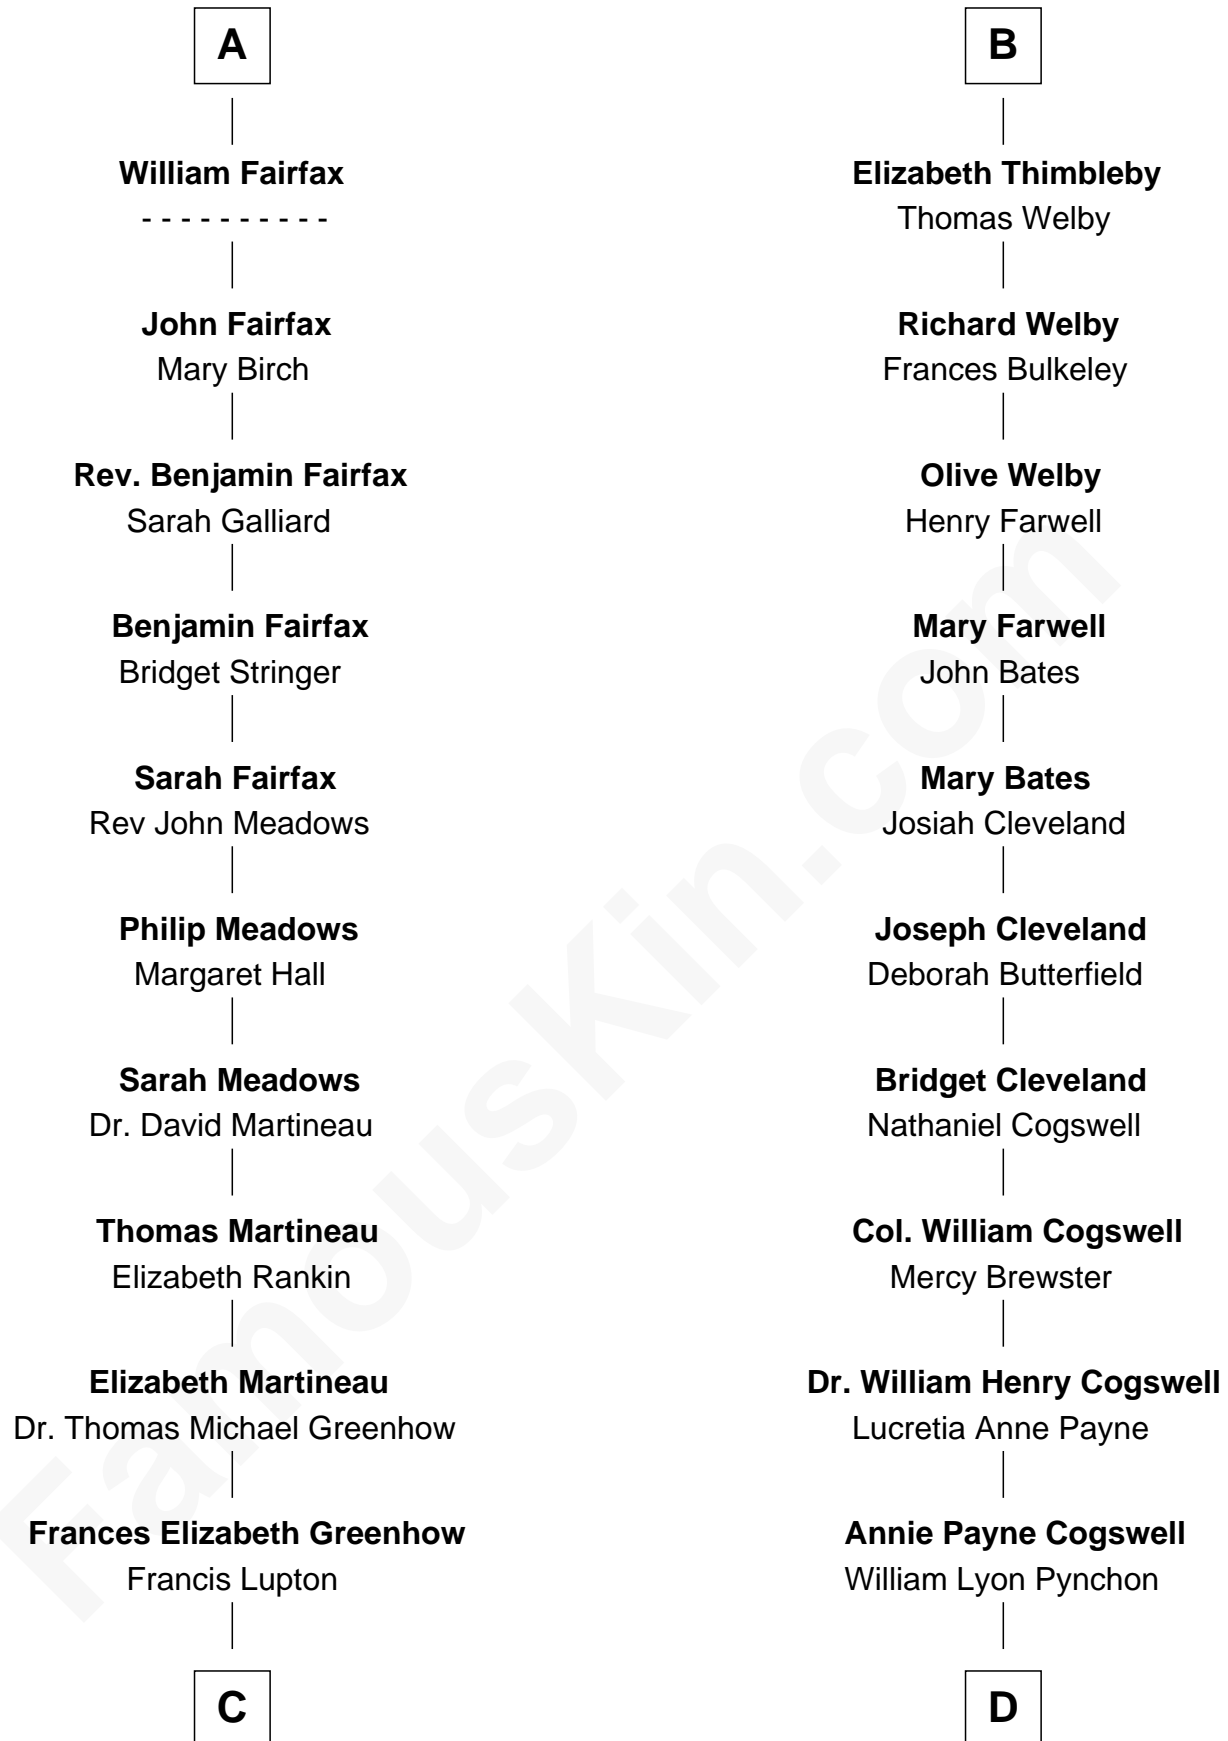 A
William Fairfax
- - - - - - - - - -
John Fairfax
Mary Birch
Rev. Benjamin Fairfax
Sarah Galliard
Benjamin Fairfax
Bridget Stringer
Sarah Fairfax
Rev John Meadows
Philip Meadows
Margaret Hall
Sarah Meadows
Dr. David Martineau
Thomas Martineau
Elizabeth Rankin
Elizabeth Martineau
Dr. Thomas Michael Greenhow
Frances Elizabeth Greenhow
Francis Lupton
C
B
Elizabeth Thimbleby
Thomas Welby
Richard Welby
Frances Bulkeley
Olive Welby
Henry Farwell
Mary Farwell
John Bates
Mary Bates
Josiah Cleveland
Joseph Cleveland
Deborah Butterfield
Bridget Cleveland
Nathaniel Cogswell
Col. William Cogswell
Mercy Brewster
Dr. William Henry Cogswell
Lucretia Anne Payne
Annie Payne Cogswell
William Lyon Pynchon
D
FamousKin.com